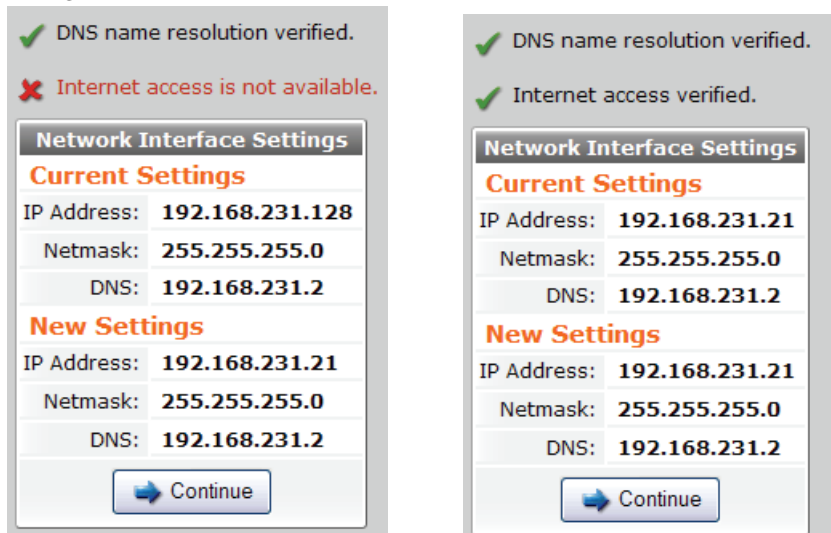 DNS name resolution verified.
Internet access is not available.
Network Interface Settings
Current Settings
IP Address: 192.168.231.128
Netmask: 255.255.255.0
DNS: 192.168.231.2
New Settings
IP Address: 192.168.231.21
Netmask: 255.255.255.0
DNS: 192.168.231.2
Continue
DNS name resolution verified.
Internet access verified.
Network Interface Settings
Current Settings
IP Address: 192.168.231.21
Netmask: 255.255.255.0
DNS: 192.168.231.2
New Settings
IP Address: 192.168.231.21
Netmask: 255.255.255.0
DNS: 192.168.231.2
Continue